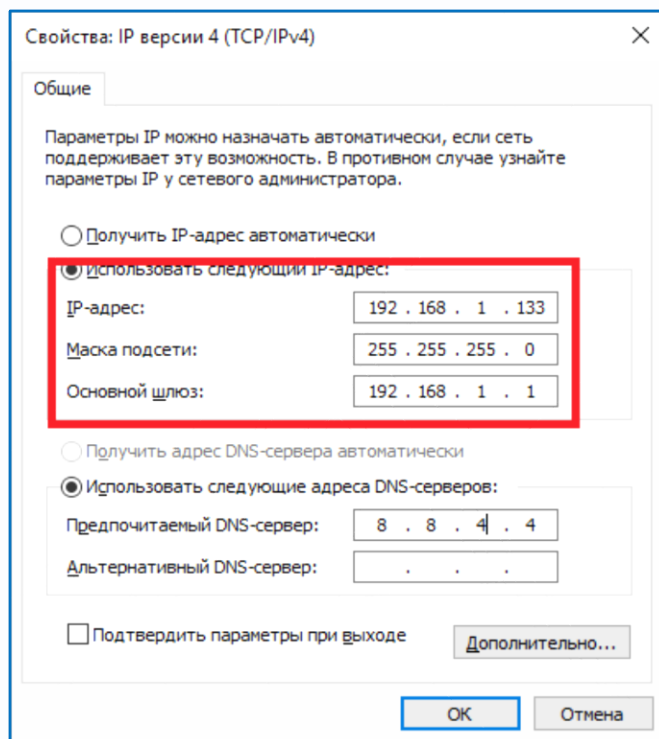 Свойства: IP версии 4 (TCP/IPv4)
Общие
Параметры IP можно назначать автоматически, если сеть
поддерживает эту возможность. В противном случае узнайте
параметры IP у сетевого администратора.
Получить IP-адрес автоматически
Использовать следующий IP-адрес:
IP-адрес: 192 . 168 . 1 . 133
Маска подсети: 255 . 255 . 255 . 0
Основной шлюз: 192 . 168 . 1 . 1
Получить адрес DNS-сервера автоматически
Использовать следующие адреса DNS-серверов:
Предпочитаемый DNS-сервер: 8 . 8 . 4 . 4
Альтернативный DNS-сервер: . . .
Подтвердить параметры при выходе
Дополнительно...
ОК Отмена